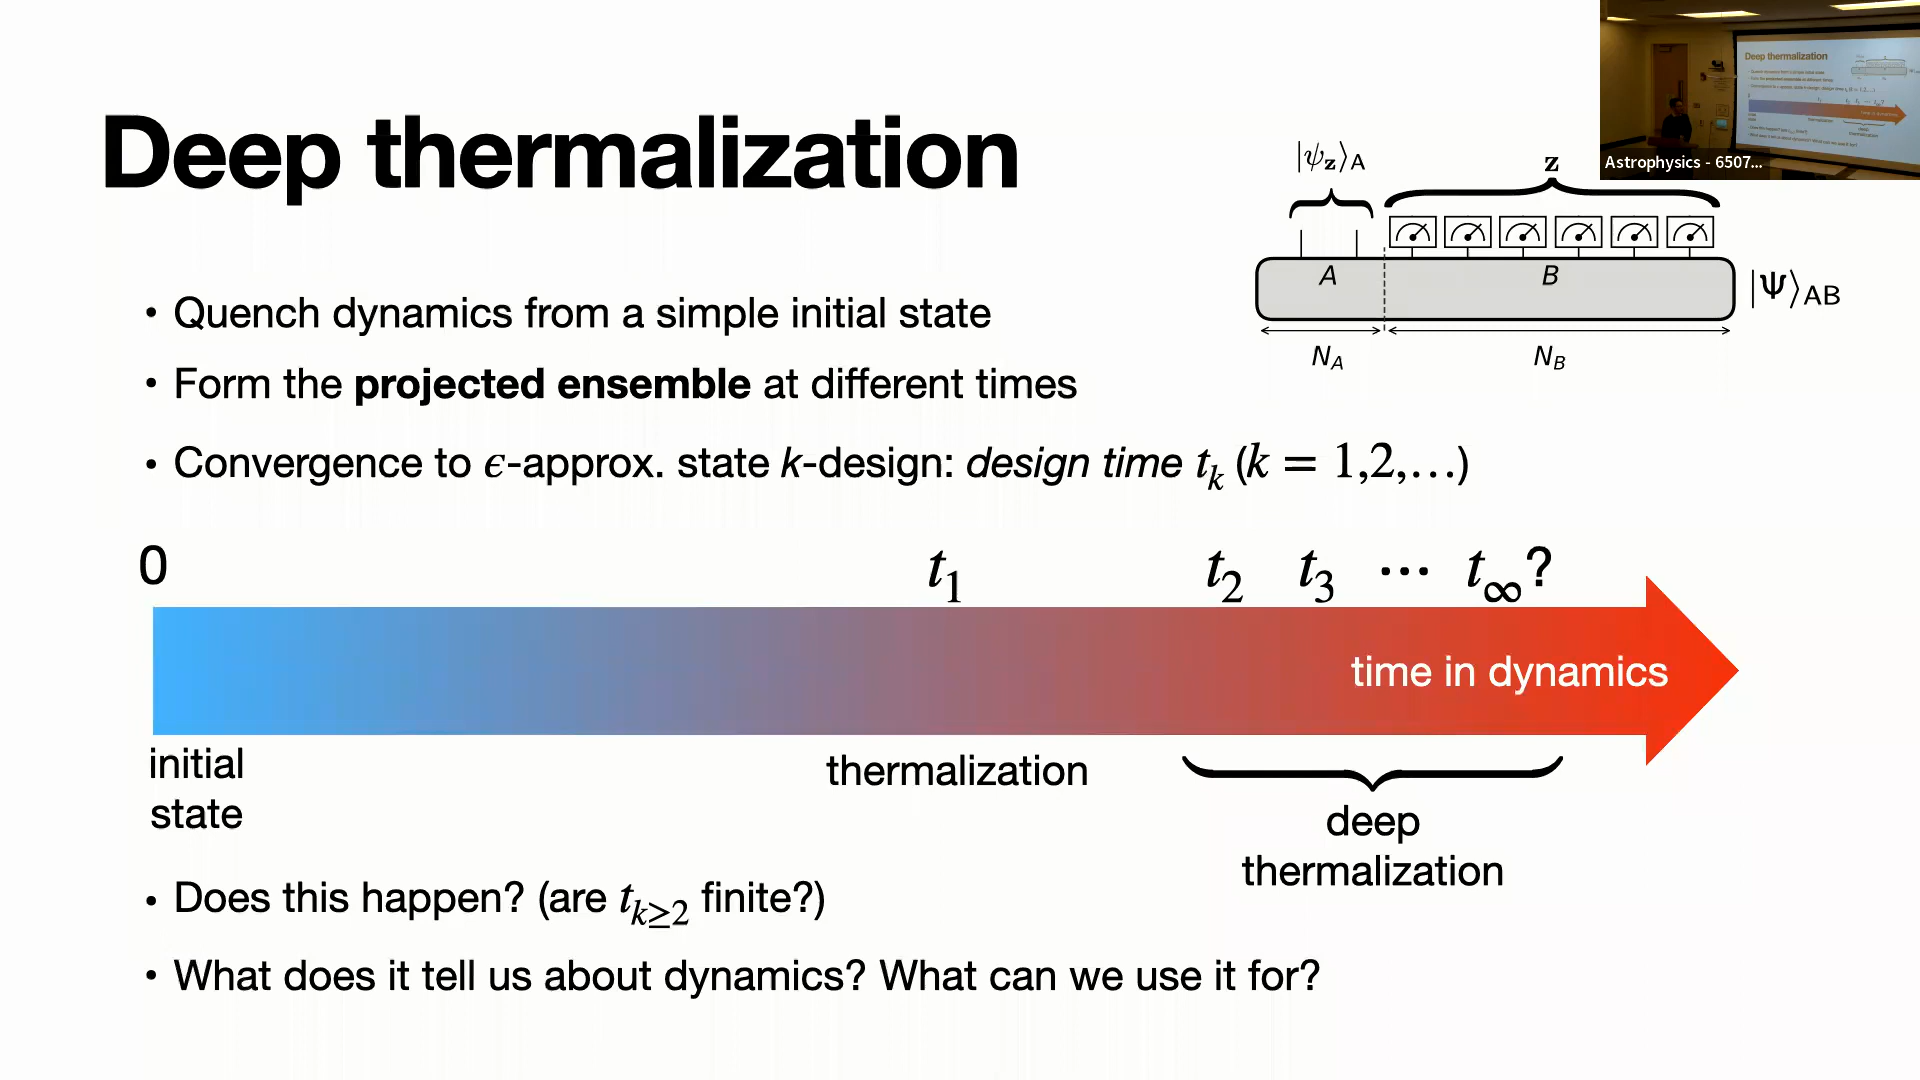 Deep thermalization
|ψ_z⟩_A
z
A
B
|Ψ⟩_AB
N_A
N_B
Astrophysics - 6507...
• Quench dynamics from a simple initial state
• Form the projected ensemble at different times
• Convergence to ϵ-approx. state k-design: design time t_k (k = 1,2,…)
0 t_1 t_2 t_3 ⋯ t_∞?
time in dynamics
initial
state
thermalization
deep
thermalization
• Does this happen? (are t_{k≥2} finite?)
• What does it tell us about dynamics? What can we use it for?